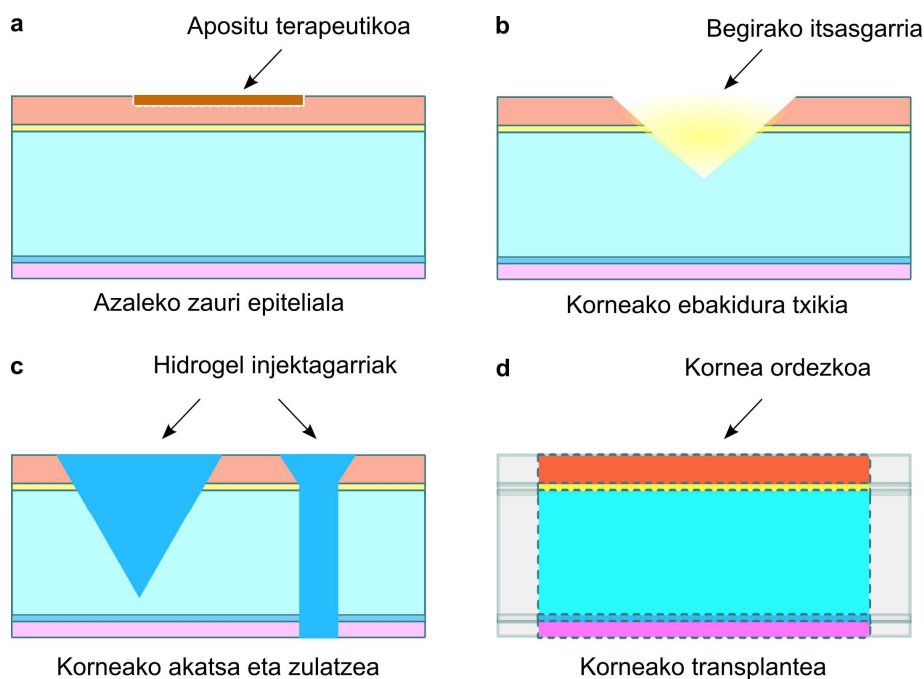 a
Apositu terapeutikoa
Azaleko zauri epiteliala
b
Begirako itsasgarria
Korneako ebakidura txikia
c
Hidrogel injektagarriak
Korneako akatsa eta zulatzea
d
Kornea ordezkoa
Korneako transplantea